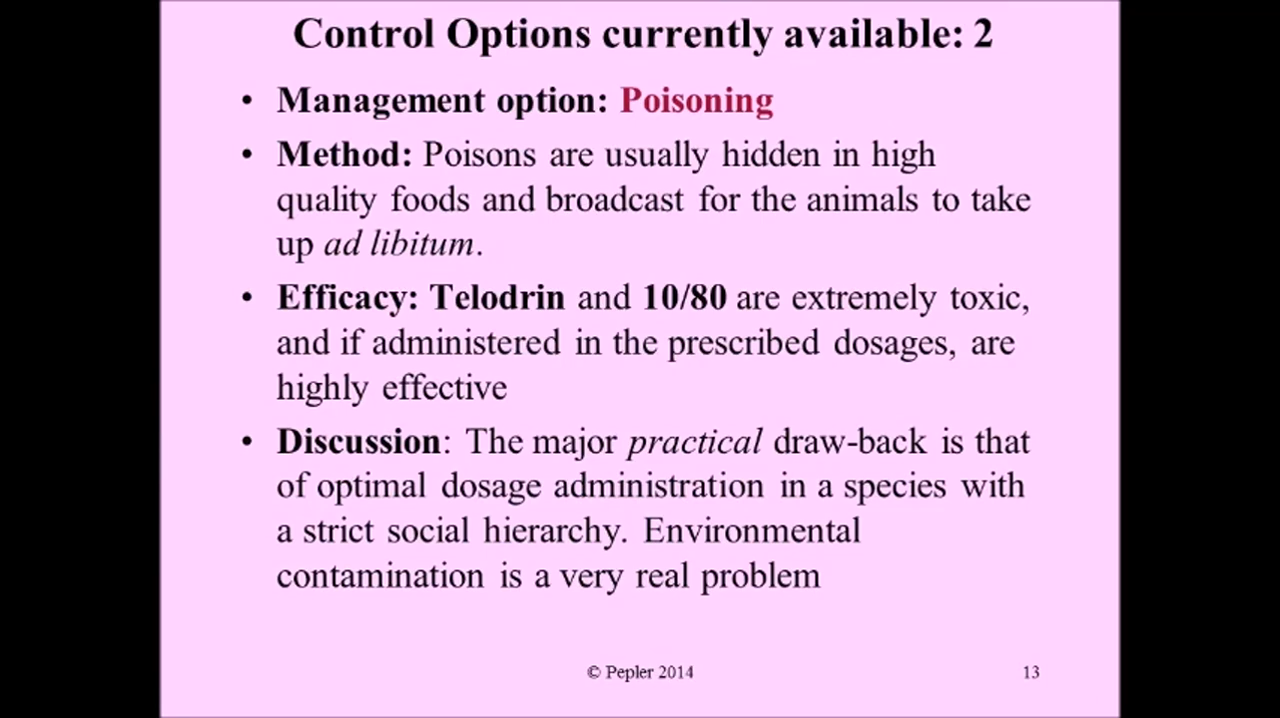 Control Options currently available: 2
• Management option: Poisoning
• Method: Poisons are usually hidden in high
quality foods and broadcast for the animals to take
up ad libitum.
• Efficacy: Telodrin and 10/80 are extremely toxic,
and if administered in the prescribed dosages, are
highly effective
• Discussion: The major practical draw-back is that
of optimal dosage administration in a species with
a strict social hierarchy. Environmental
contamination is a very real problem
© Pepler 2014
13